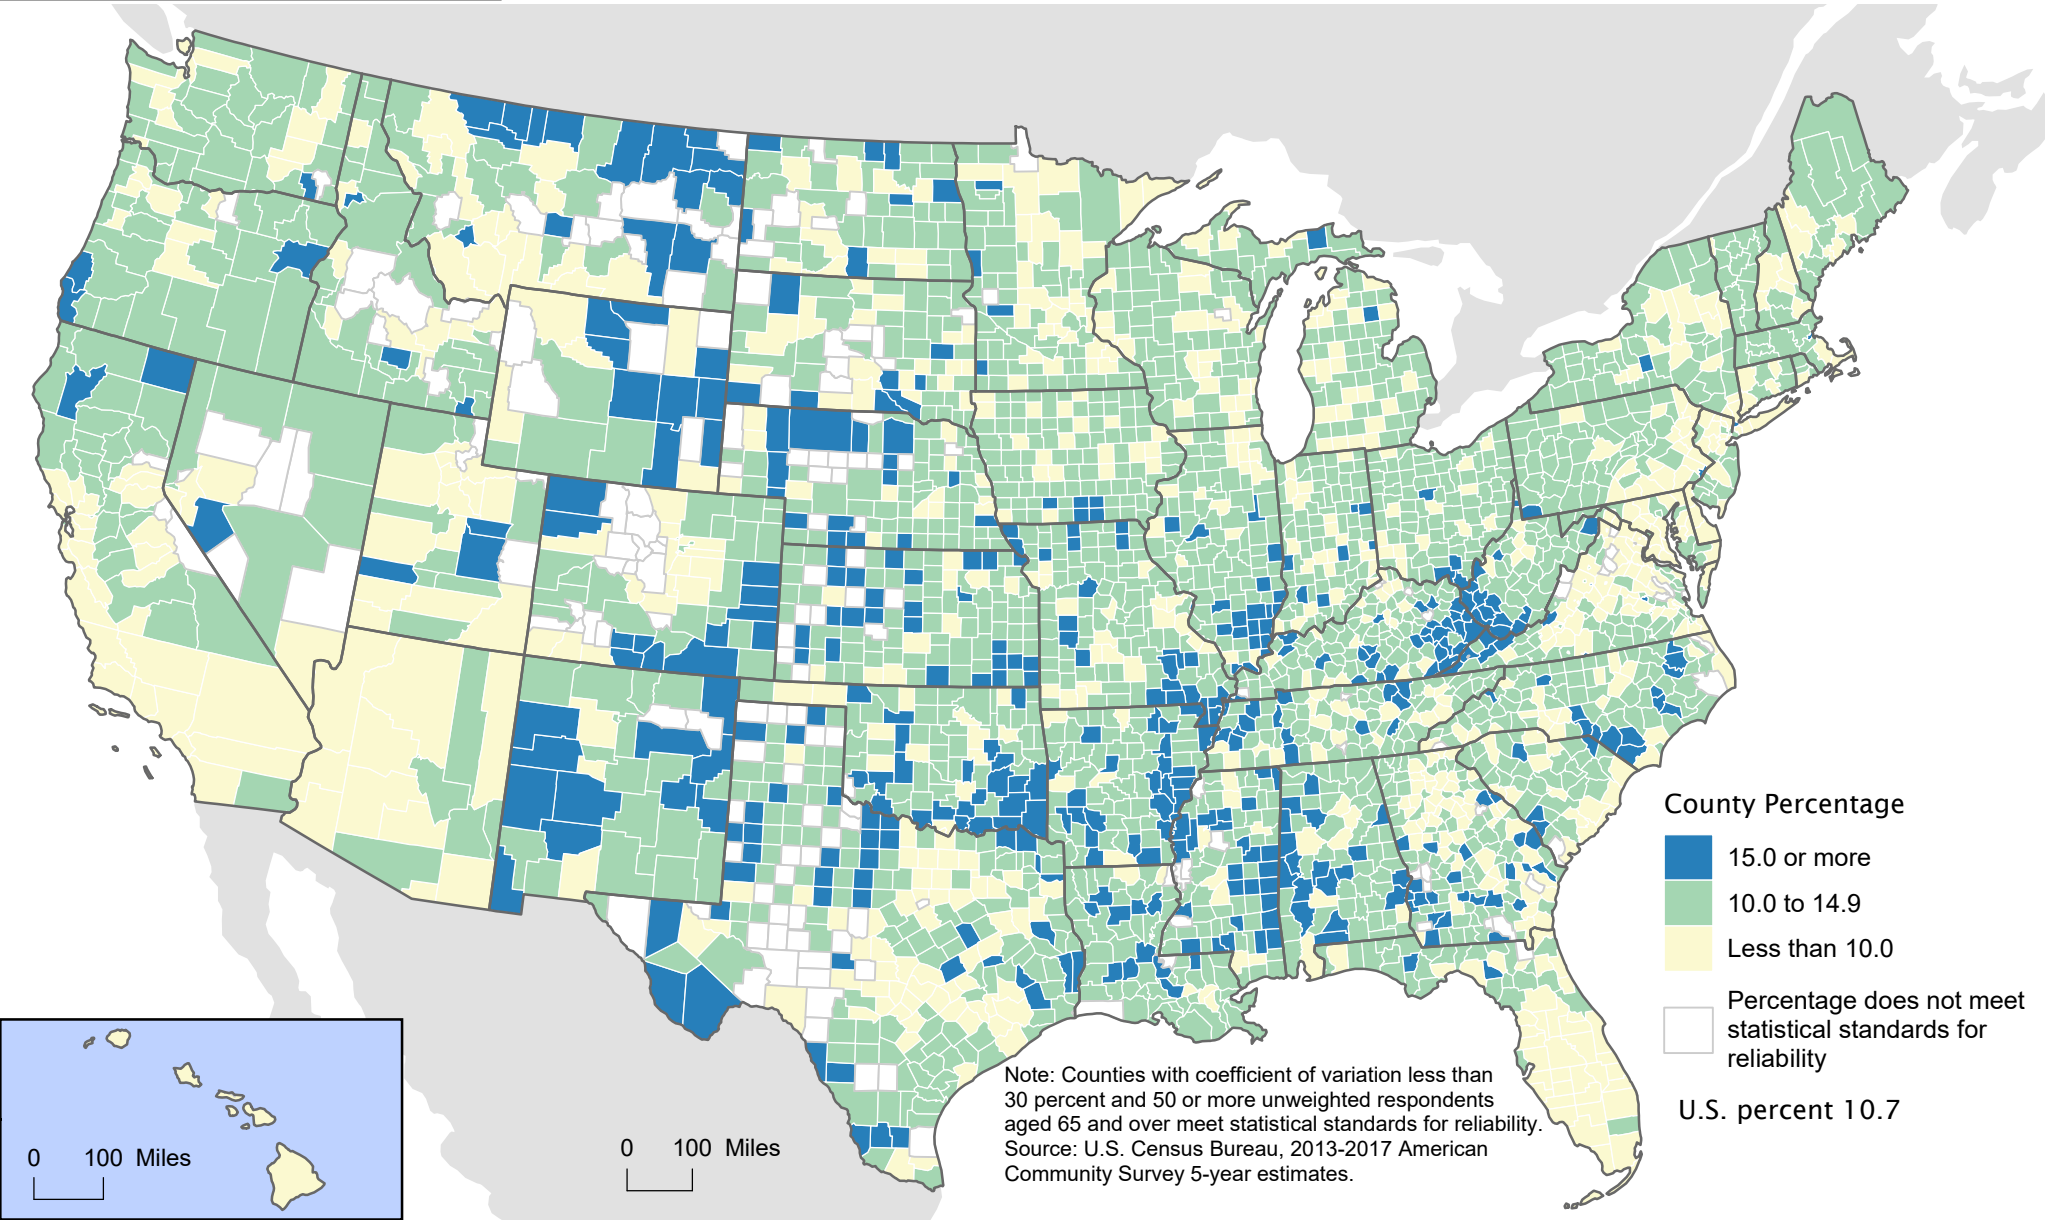 County Percentage
15.0 or more
10.0 to 14.9
Less than 10.0
Percentage does not meet
statistical standards for
reliability
U.S. percent 10.7
Note: Counties with coefficient of variation less than
30 percent and 50 or more unweighted respondents
aged 65 and over meet statistical standards for reliability.
Source: U.S. Census Bureau, 2013-2017 American
Community Survey 5-year estimates.
0 100 Miles
0 100 Miles